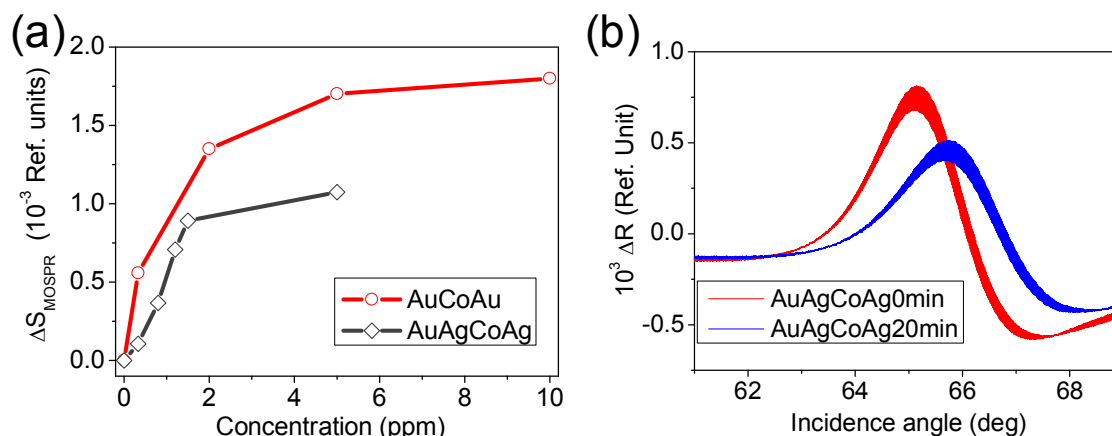 (a)
2.0
1.5
1.0
0.5
0.0
ΔS_MOSPR (10⁻³ Ref. units)
AuCoAu
AuAgCoAg
0 2 4 6 8 10
Concentration (ppm)
(b)
1.0
0.5
0.0
-0.5
10³ ΔR (Ref. Unit)
AuAgCoAg0min
AuAgCoAg20min
62 64 66 68
Incidence angle (deg)